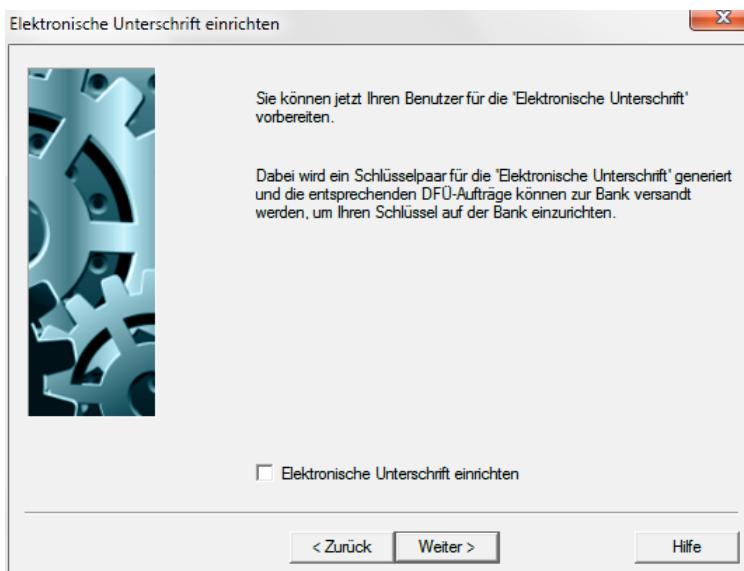 Elektronische Unterschrift einrichten
Sie können jetzt Ihren Benutzer für die 'Elektronische Unterschrift'
vorbereiten.
Dabei wird ein Schlüsselpaar für die 'Elektronische Unterschrift' generiert
und die entsprechenden DFÜ-Aufträge können zur Bank versandt
werden, um Ihren Schlüssel auf der Bank einzurichten.
Elektronische Unterschrift einrichten
< Zurück Weiter > Hilfe